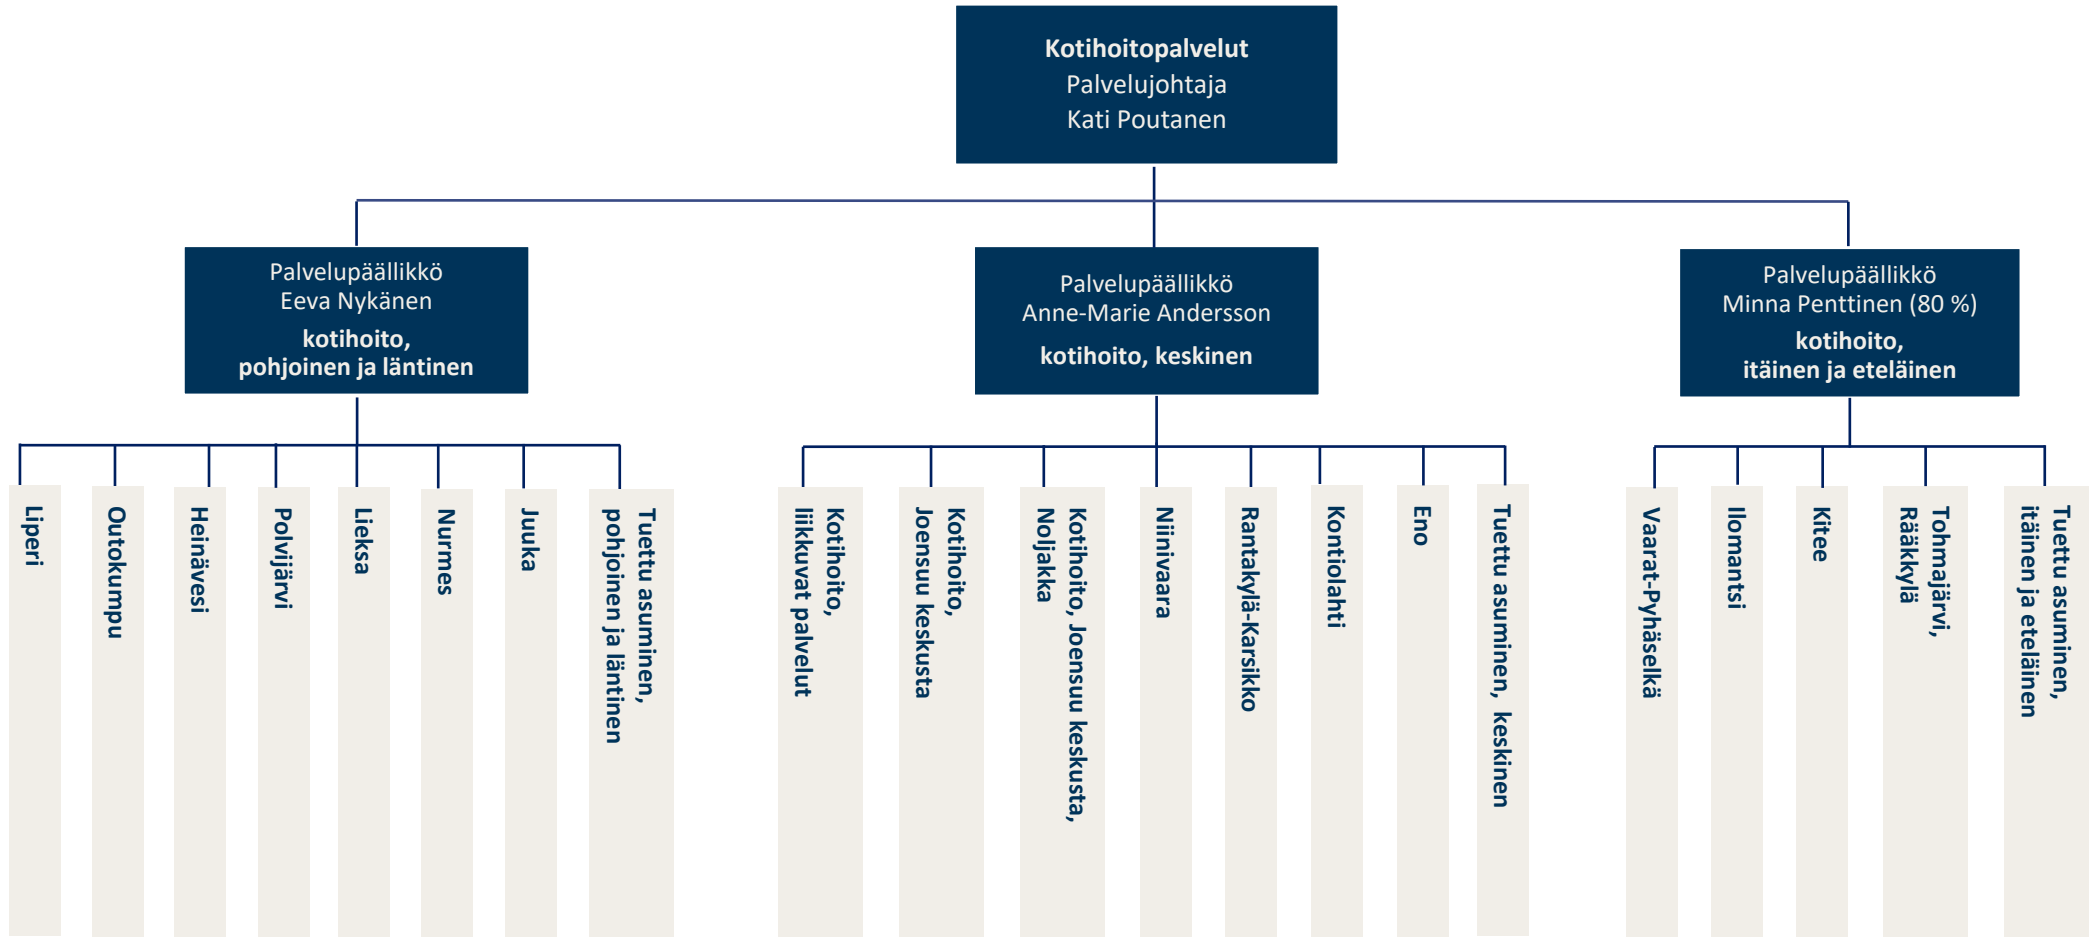 Kotihoitopalvelut
Palvelujohtaja
Kati Poutanen
Palvelupäällikkö
Eeva Nykänen
kotihoito,
pohjoinen ja läntinen
Palvelupäällikkö
Anne-Marie Andersson
kotihoito, keskinen
Palvelupäällikkö
Minna Penttinen (80 %)
kotihoito,
itäinen ja eteläinen
Liperi
Outokumpu
Heinävesi
Polvijärvi
Lieksa
Nurmes
Juuka
Tuettu asuminen,
pohjoinen ja läntinen
Kotihoito,
liikkuvat palvelut
Kotihoito,
Joensuu keskusta
Kotihoito, Joensuu keskusta,
Noljakka
Niinivaara
Rantakylä-Karsikko
Kontiolahti
Eno
Tuettu asuminen, keskinen
Vaarat-Pyhäselkä
Ilomantsi
Kitee
Tohmajärvi,
Rääkkylä
Tuettu asuminen,
itäinen ja eteläinen